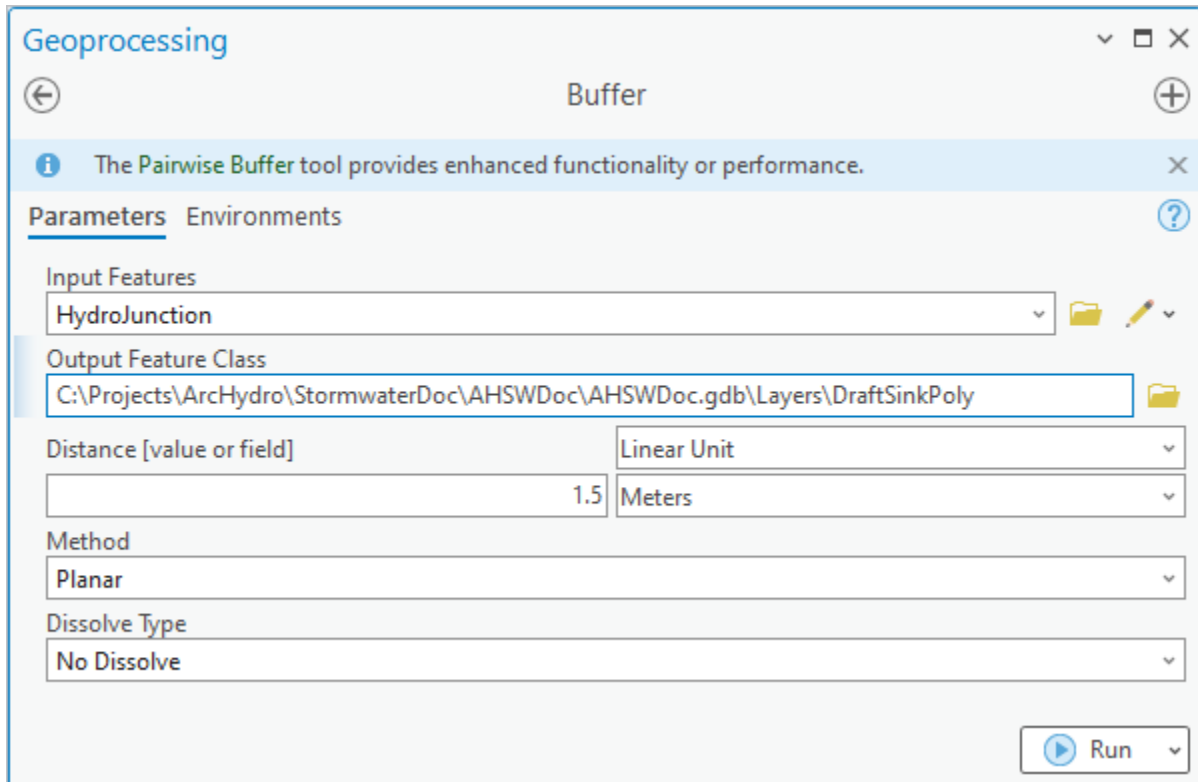 Geoprocessing
Buffer
The Pairwise Buffer tool provides enhanced functionality or performance.
Parameters Environments
Input Features
HydroJunction
Output Feature Class
C:\Projects\ArcHydro\StormwaterDoc\AHSWDoc\AHSWDoc.gdb\Layers\DraftSinkPoly
Distance [value or field] Linear Unit
1.5 Meters
Method
Planar
Dissolve Type
No Dissolve
Run